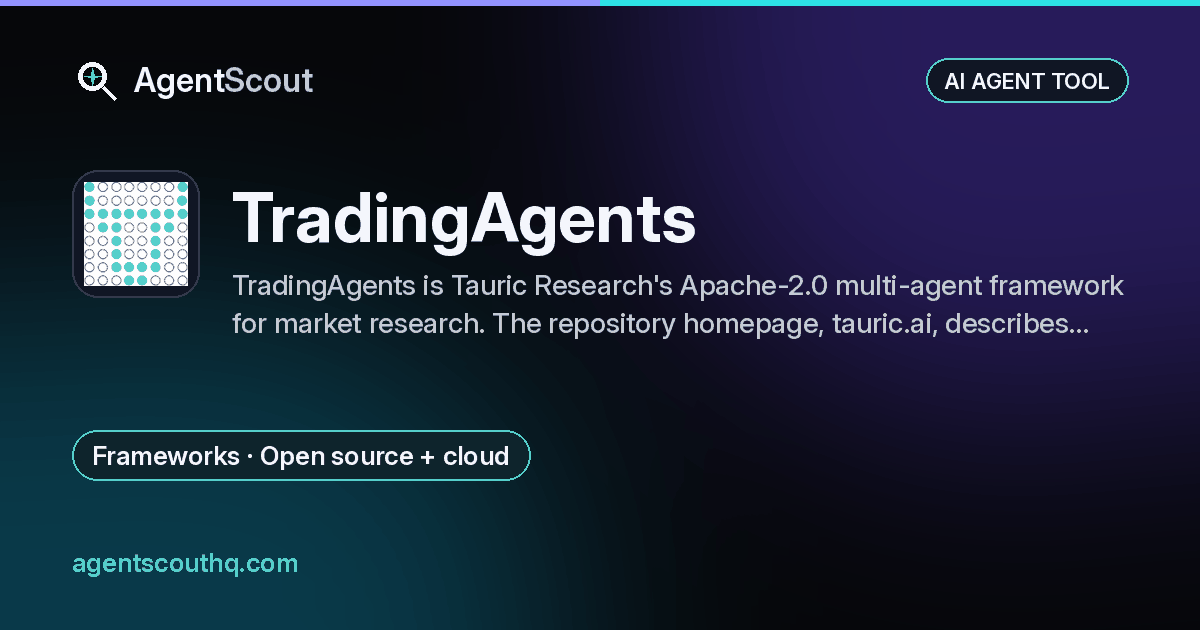 AgentScout
AI AGENT TOOL
TradingAgents
TradingAgents is Tauric Research's Apache-2.0 multi-agent framework
for market research. The repository homepage, tauric.ai, describes...
Frameworks · Open source + cloud
agentscouthq.com